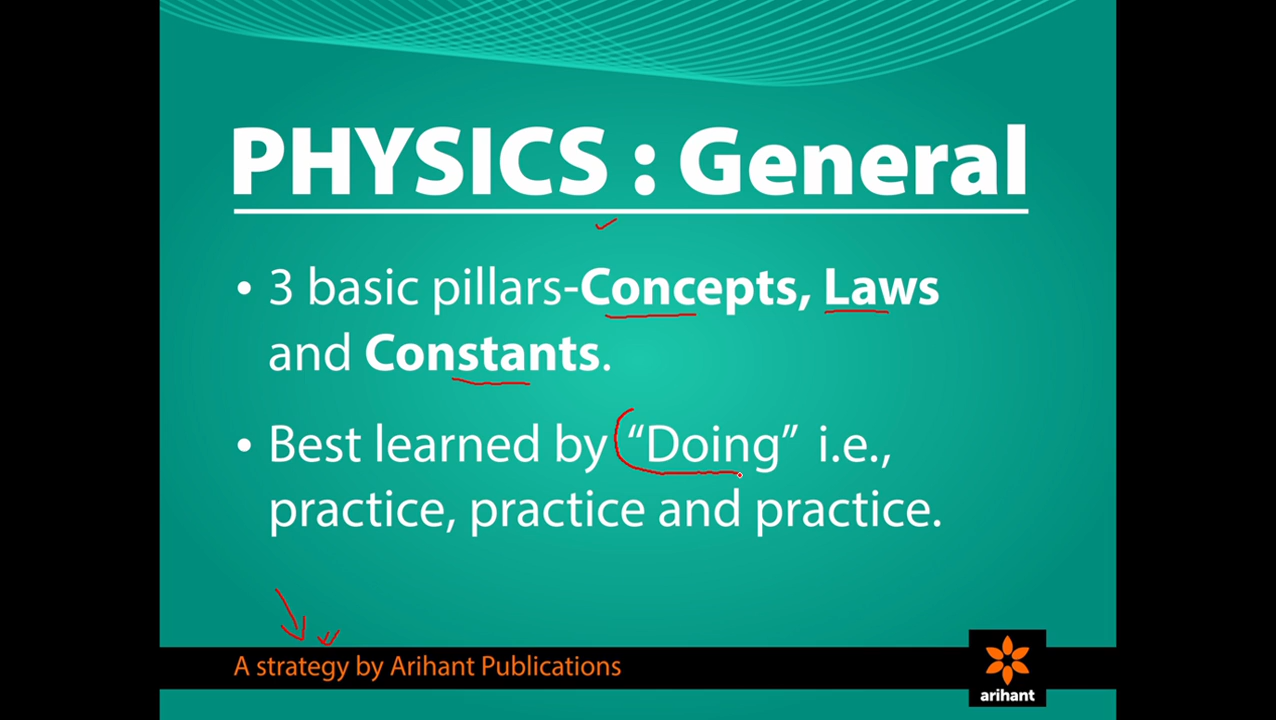 PHYSICS : General
• 3 basic pillars-Concepts, Laws
and Constants.
• Best learned by “Doing” i.e.,
practice, practice and practice.
A strategy by Arihant Publications
arihant